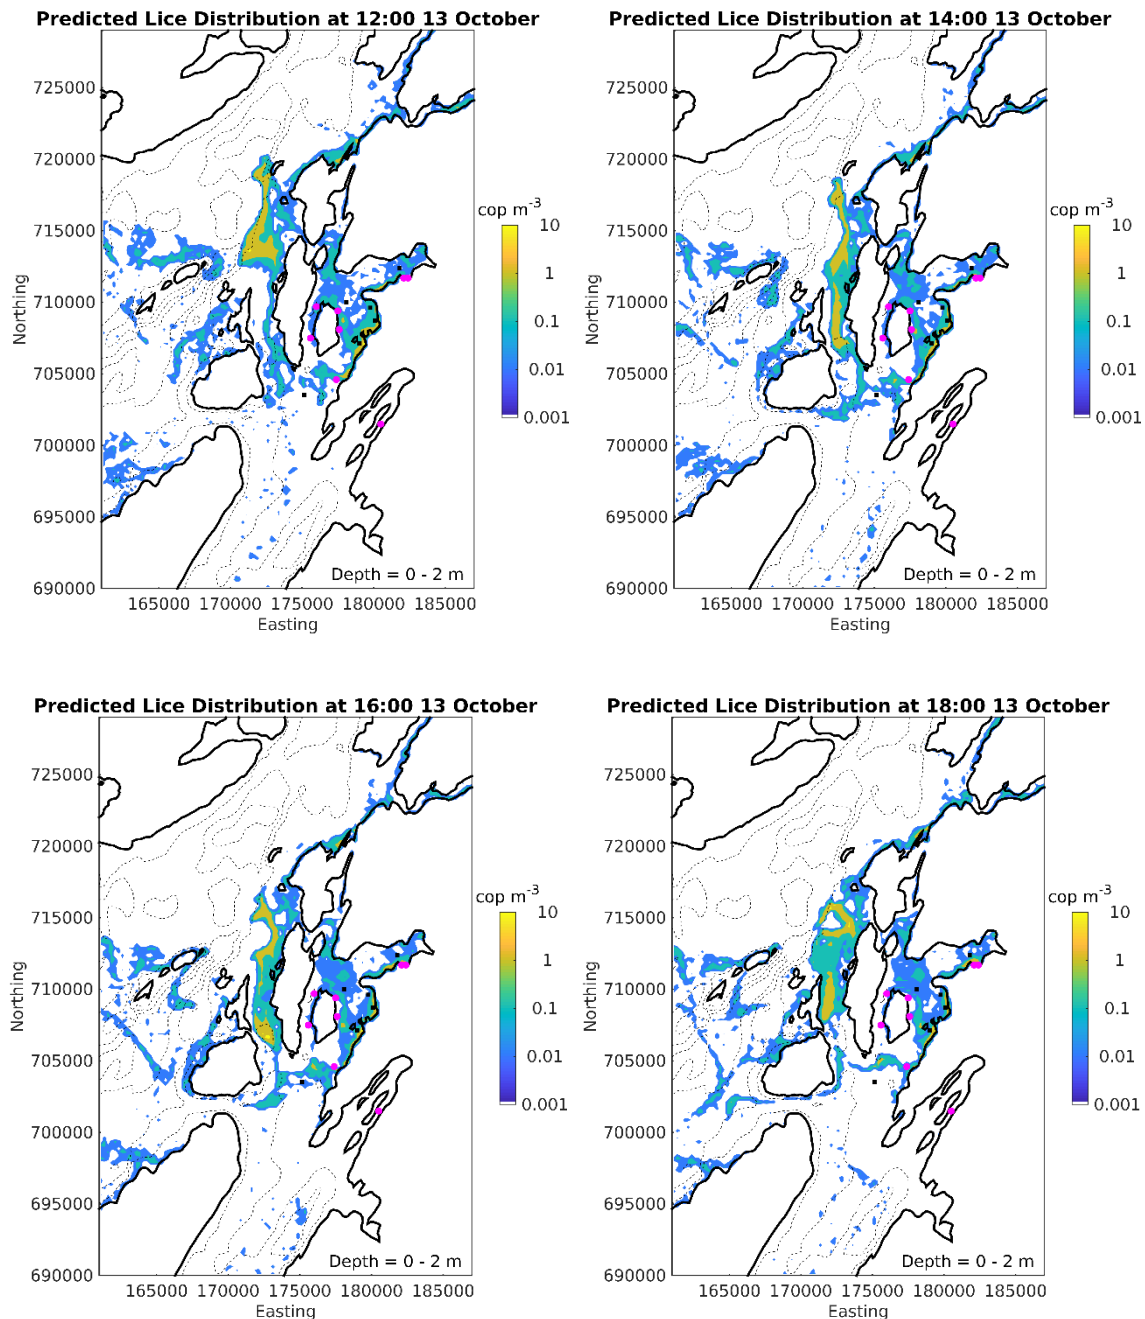 Predicted Lice Distribution at 12:00 13 October
725000
720000
715000
710000
705000
700000
695000
690000
Northing
165000 170000 175000 180000 185000
Easting
Depth = 0 - 2 m
cop m-3
10
1
0.1
0.01
0.001
Predicted Lice Distribution at 14:00 13 October
725000
720000
715000
710000
705000
700000
695000
690000
Northing
165000 170000 175000 180000 185000
Easting
Depth = 0 - 2 m
cop m-3
10
1
0.1
0.01
0.001
Predicted Lice Distribution at 16:00 13 October
725000
720000
715000
710000
705000
700000
695000
690000
Northing
165000 170000 175000 180000 185000
Easting
Depth = 0 - 2 m
cop m-3
10
1
0.1
0.01
0.001
Predicted Lice Distribution at 18:00 13 October
725000
720000
715000
710000
705000
700000
695000
690000
Northing
165000 170000 175000 180000 185000
Easting
Depth = 0 - 2 m
cop m-3
10
1
0.1
0.01
0.001